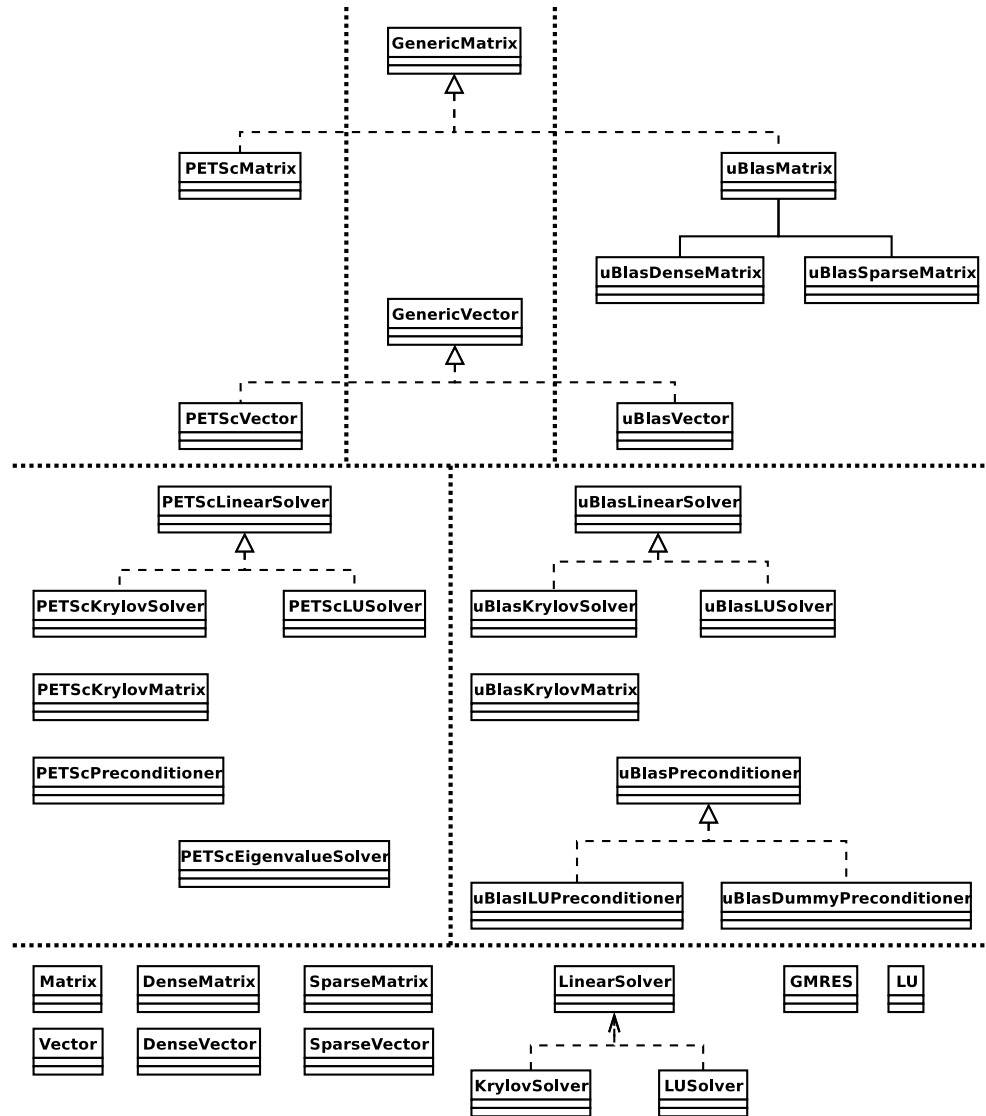 GenericMatrix
PETScMatrix
uBlasMatrix
uBlasDenseMatrix
uBlasSparseMatrix
GenericVector
PETScVector
uBlasVector
PETScLinearSolver
uBlasLinearSolver
PETScKrylovSolver
PETScLUSolver
uBlasKrylovSolver
uBlasLUSolver
PETScKrylovMatrix
uBlasKrylovMatrix
PETScPreconditioner
uBlasPreconditioner
PETScEigenvalueSolver
uBlasILUPreconditioner
uBlasDummyPreconditioner
Matrix
DenseMatrix
SparseMatrix
LinearSolver
GMRES
LU
Vector
DenseVector
SparseVector
KrylovSolver
LUSolver